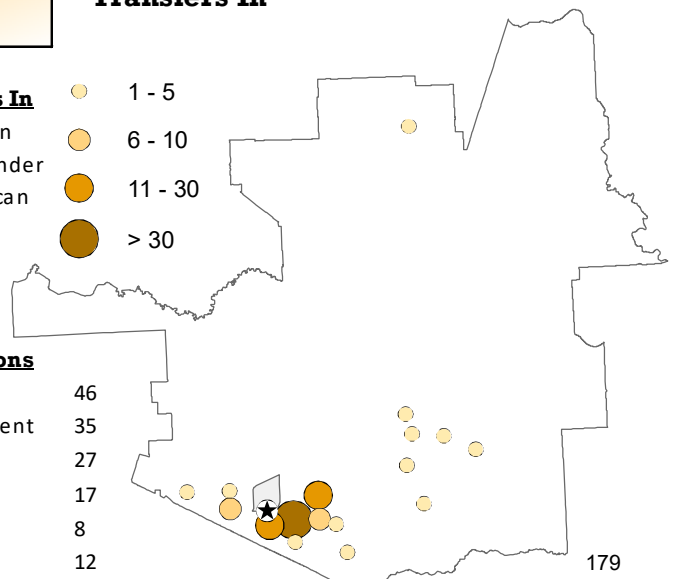 Transfers In
s In
n
nder
can
1 - 5
6 - 10
11 - 30
> 30
ons
46
ent 35
27
17
8
12
179